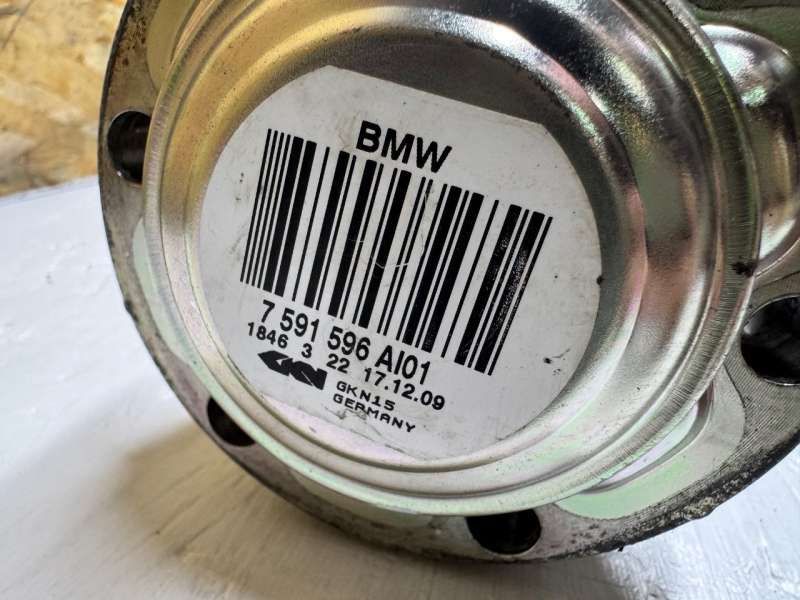 BMW
7 591 596 AI01
1846 3 22 17.12.09
GKN GKN15
GERMANY